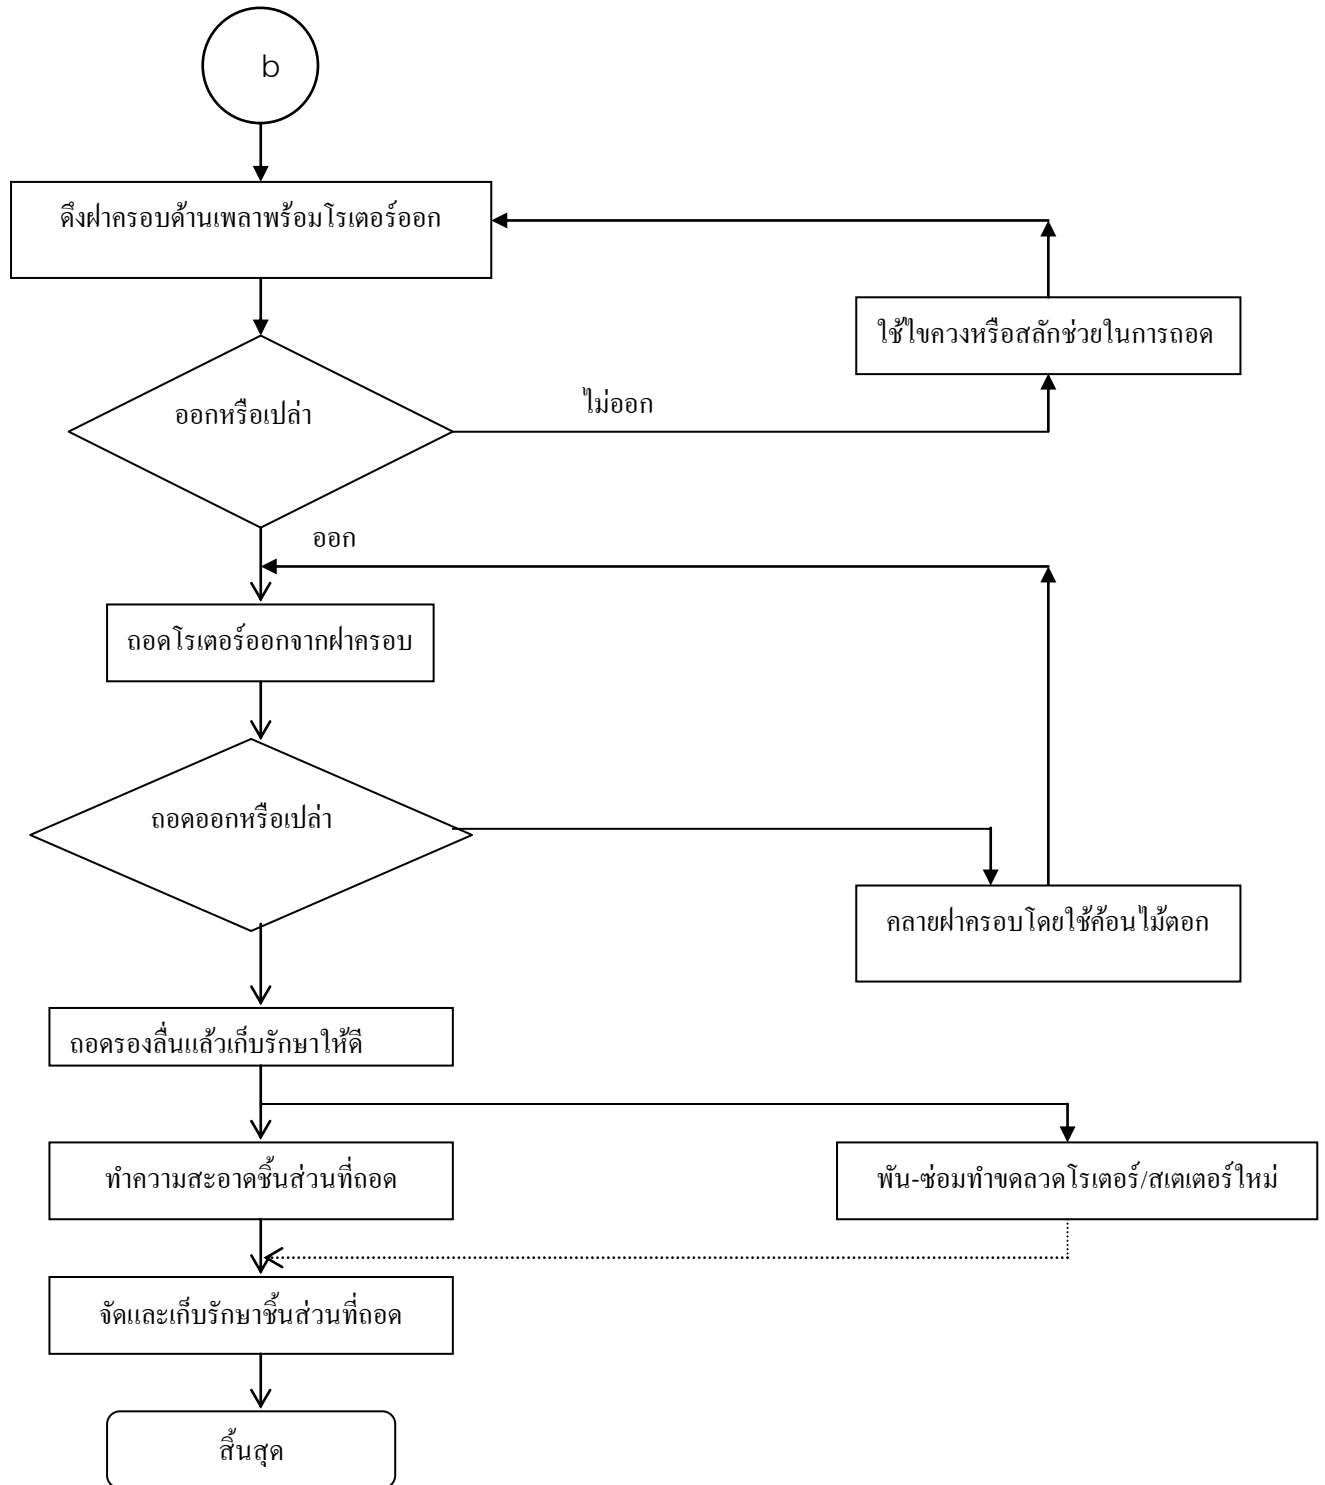 b
ดึงฝาครอบด้านเพลาพร้อมโรเตอร์ออก
ใช้ไขควงหรือสลักช่วยในการถอด
ออกหรือเปล่า
ไม่ออก
ออก
ถอดโรเตอร์ออกจากฝาครอบ
ถอดออกหรือเปล่า
คลายฝาครอบโดยใช้ค้อนไม้ตอก
ถอดรองลื่นแล้วเก็บรักษาให้ดี
ทำความสะอาดชิ้นส่วนที่ถอด
พัน-ซ่อมทำขดลวดโรเตอร์/สเตเตอร์ใหม่
จัดและเก็บรักษาชิ้นส่วนที่ถอด
สิ้นสุด